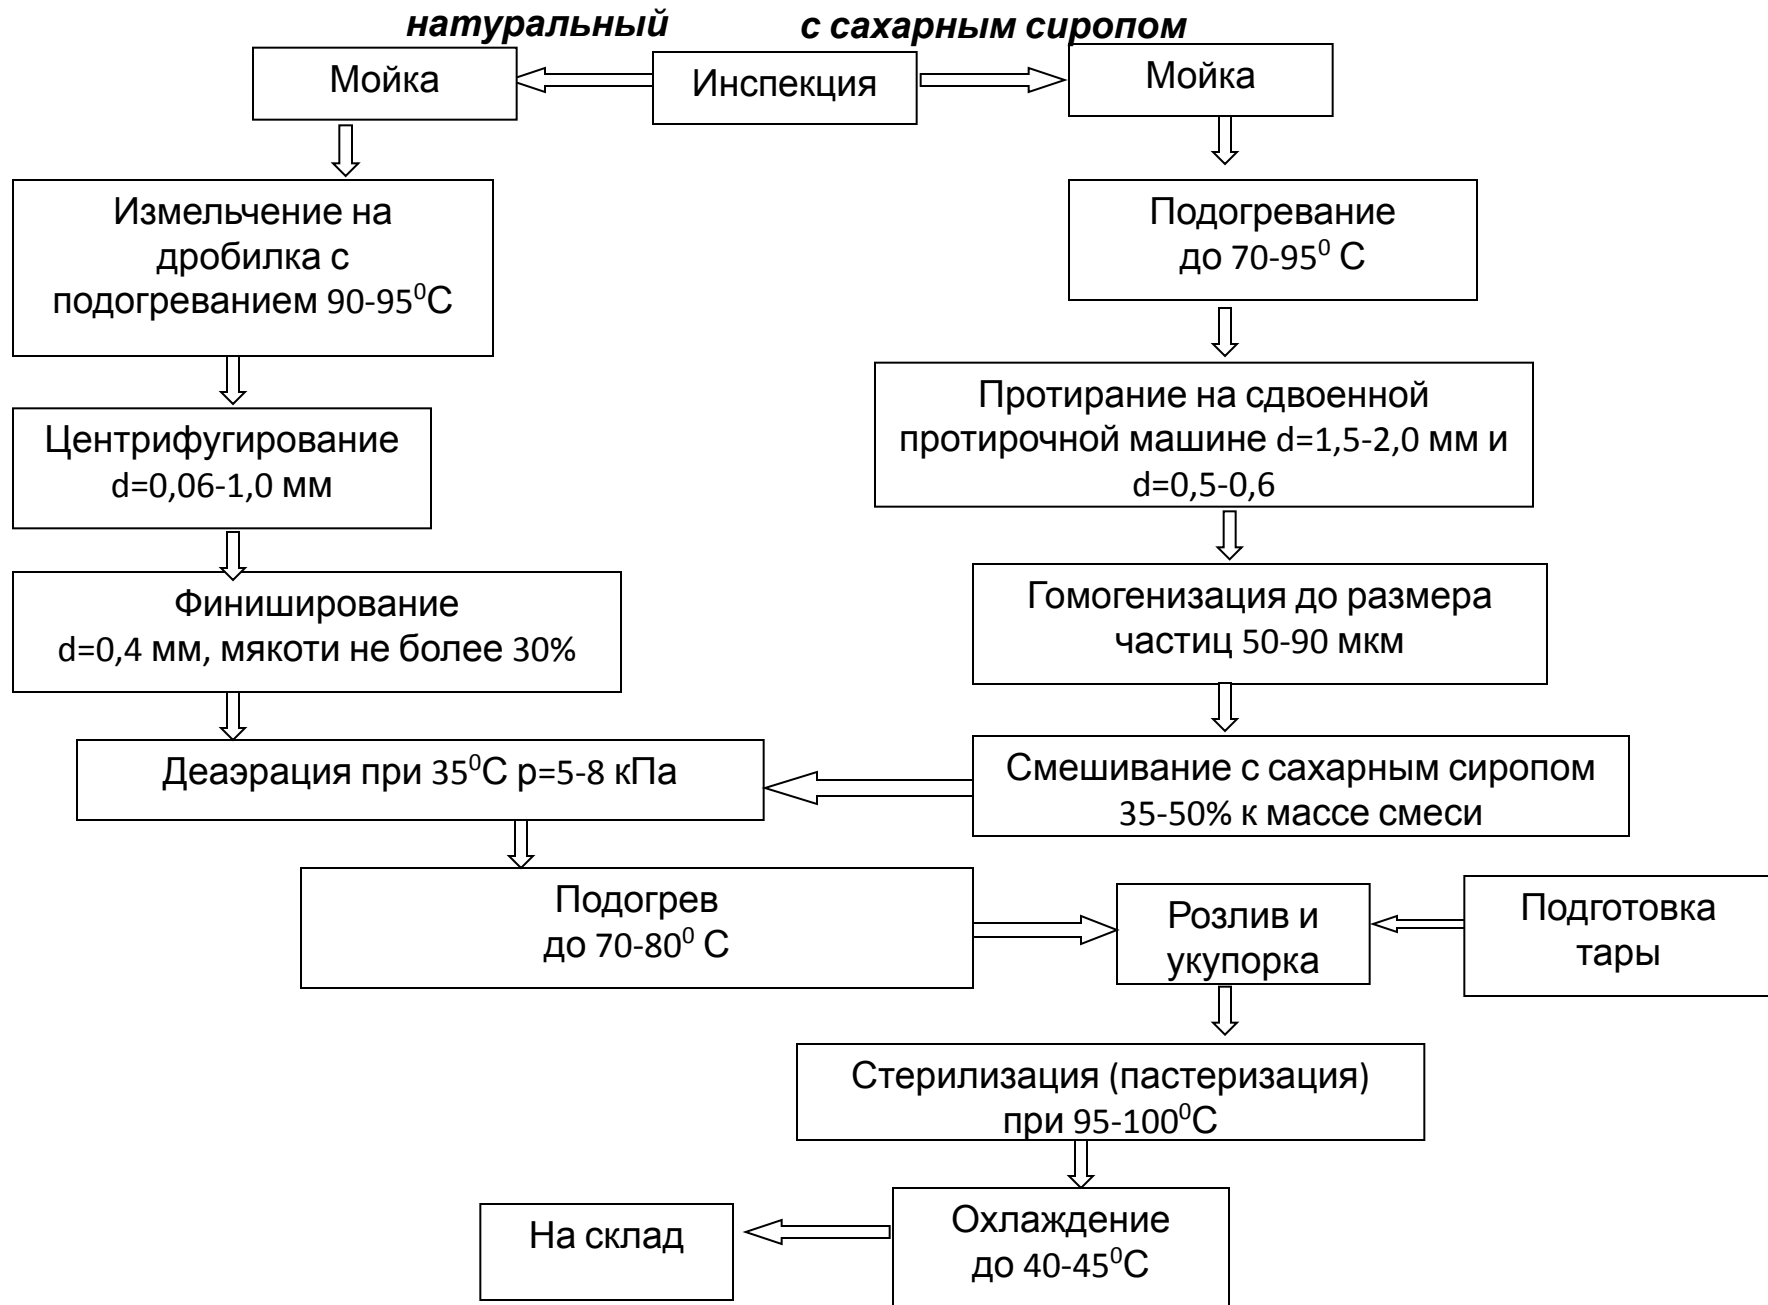 натуральный
с сахарным сиропом
Мойка
Инспекция
Мойка
Измельчение на
дробилка с
подогреванием 90-95⁰С
Подогревание
до 70-95⁰ С
Центрифугирование
d=0,06-1,0 мм
Протирание на сдвоенной
протирочной машине d=1,5-2,0 мм и
d=0,5-0,6
Финиширование
d=0,4 мм, мякоти не более 30%
Гомогенизация до размера
частиц 50-90 мкм
Деаэрация при 35⁰С р=5-8 кПа
Смешивание с сахарным сиропом
35-50% к массе смеси
Подогрев
до 70-80⁰ С
Розлив и
укупорка
Подготовка
тары
Стерилизация (пастеризация)
при 95-100⁰С
На склад
Охлаждение
до 40-45⁰С